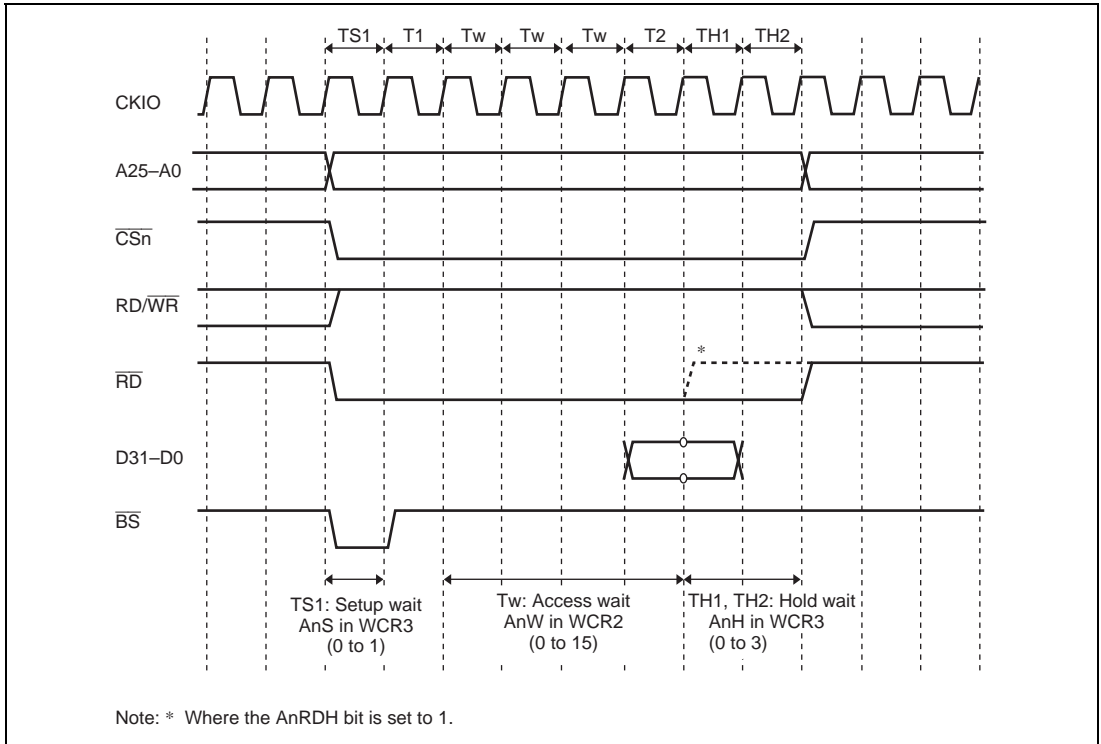 TS1 T1 Tw Tw Tw T2 TH1 TH2
CKIO
A25–A0
CSn
RD/WR
*
RD
D31–D0
BS
TS1: Setup wait
AnS in WCR3
(0 to 1)
Tw: Access wait
AnW in WCR2
(0 to 15)
TH1, TH2: Hold wait
AnH in WCR3
(0 to 3)
Note: * Where the AnRDH bit is set to 1.